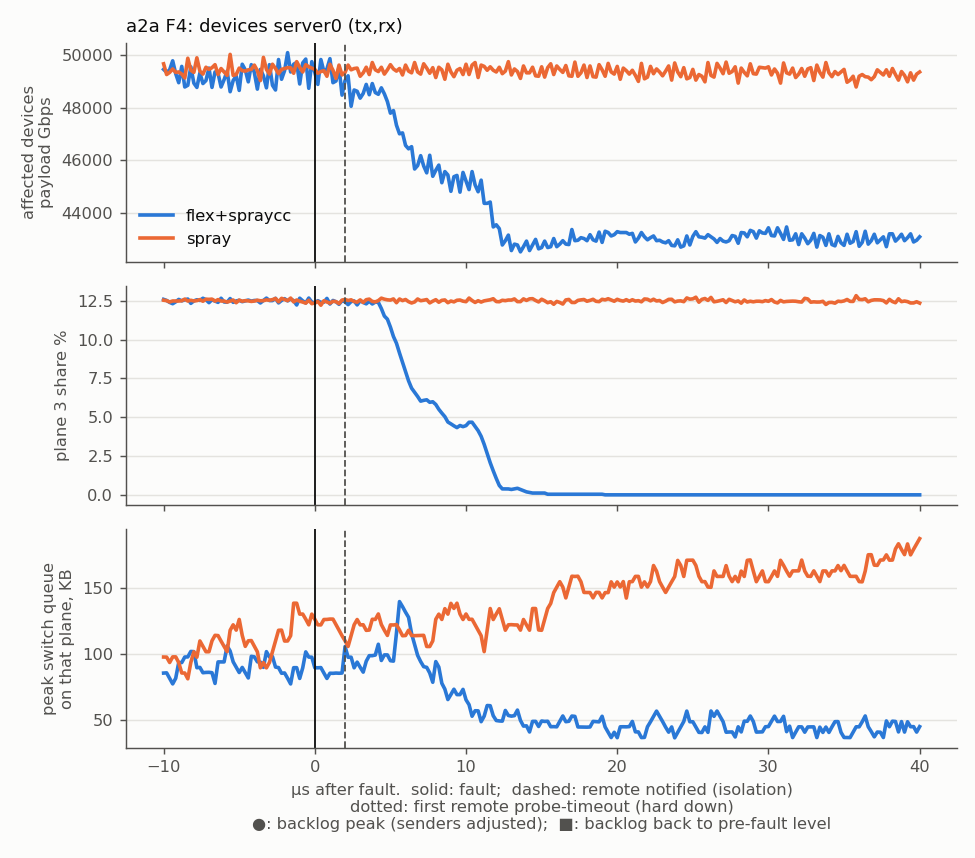 a2a F4: devices server0 (tx,rx)
affected devices
payload Gbps
50000
48000
46000
44000
flex+spraycc
spray
plane 3 share %
12.5
10.0
7.5
5.0
2.5
0.0
peak switch queue
on that plane, KB
150
100
50
−10
0
10
20
30
40
µs after fault.  solid: fault;  dashed: remote notified (isolation)
dotted: first remote probe-timeout (hard down)
●: backlog peak (senders adjusted);  ■: backlog back to pre-fault level